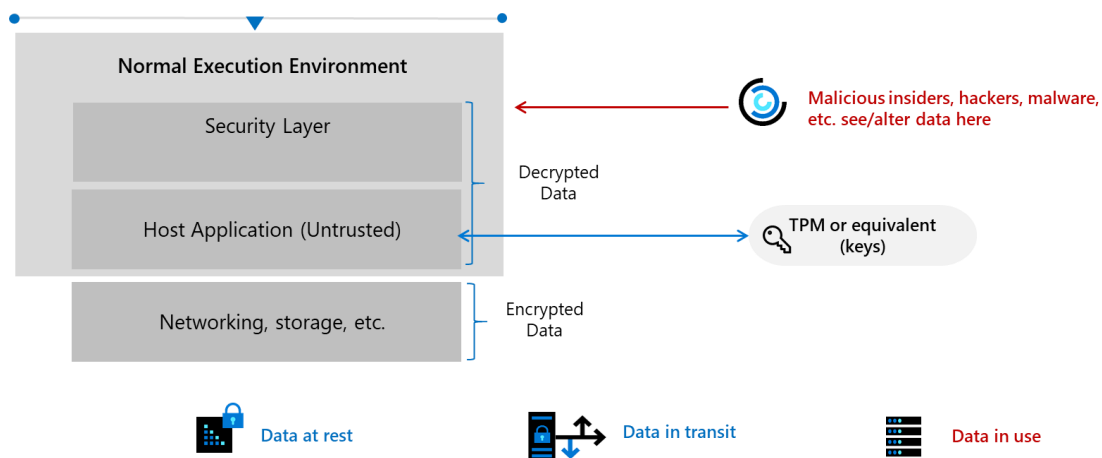 Normal Execution Environment
Security Layer
Malicious insiders, hackers, malware,
etc. see/alter data here
Decrypted
Data
Host Application (Untrusted)
TPM or equivalent
(keys)
Networking, storage, etc.
Encrypted
Data
Data at rest
Data in transit
Data in use